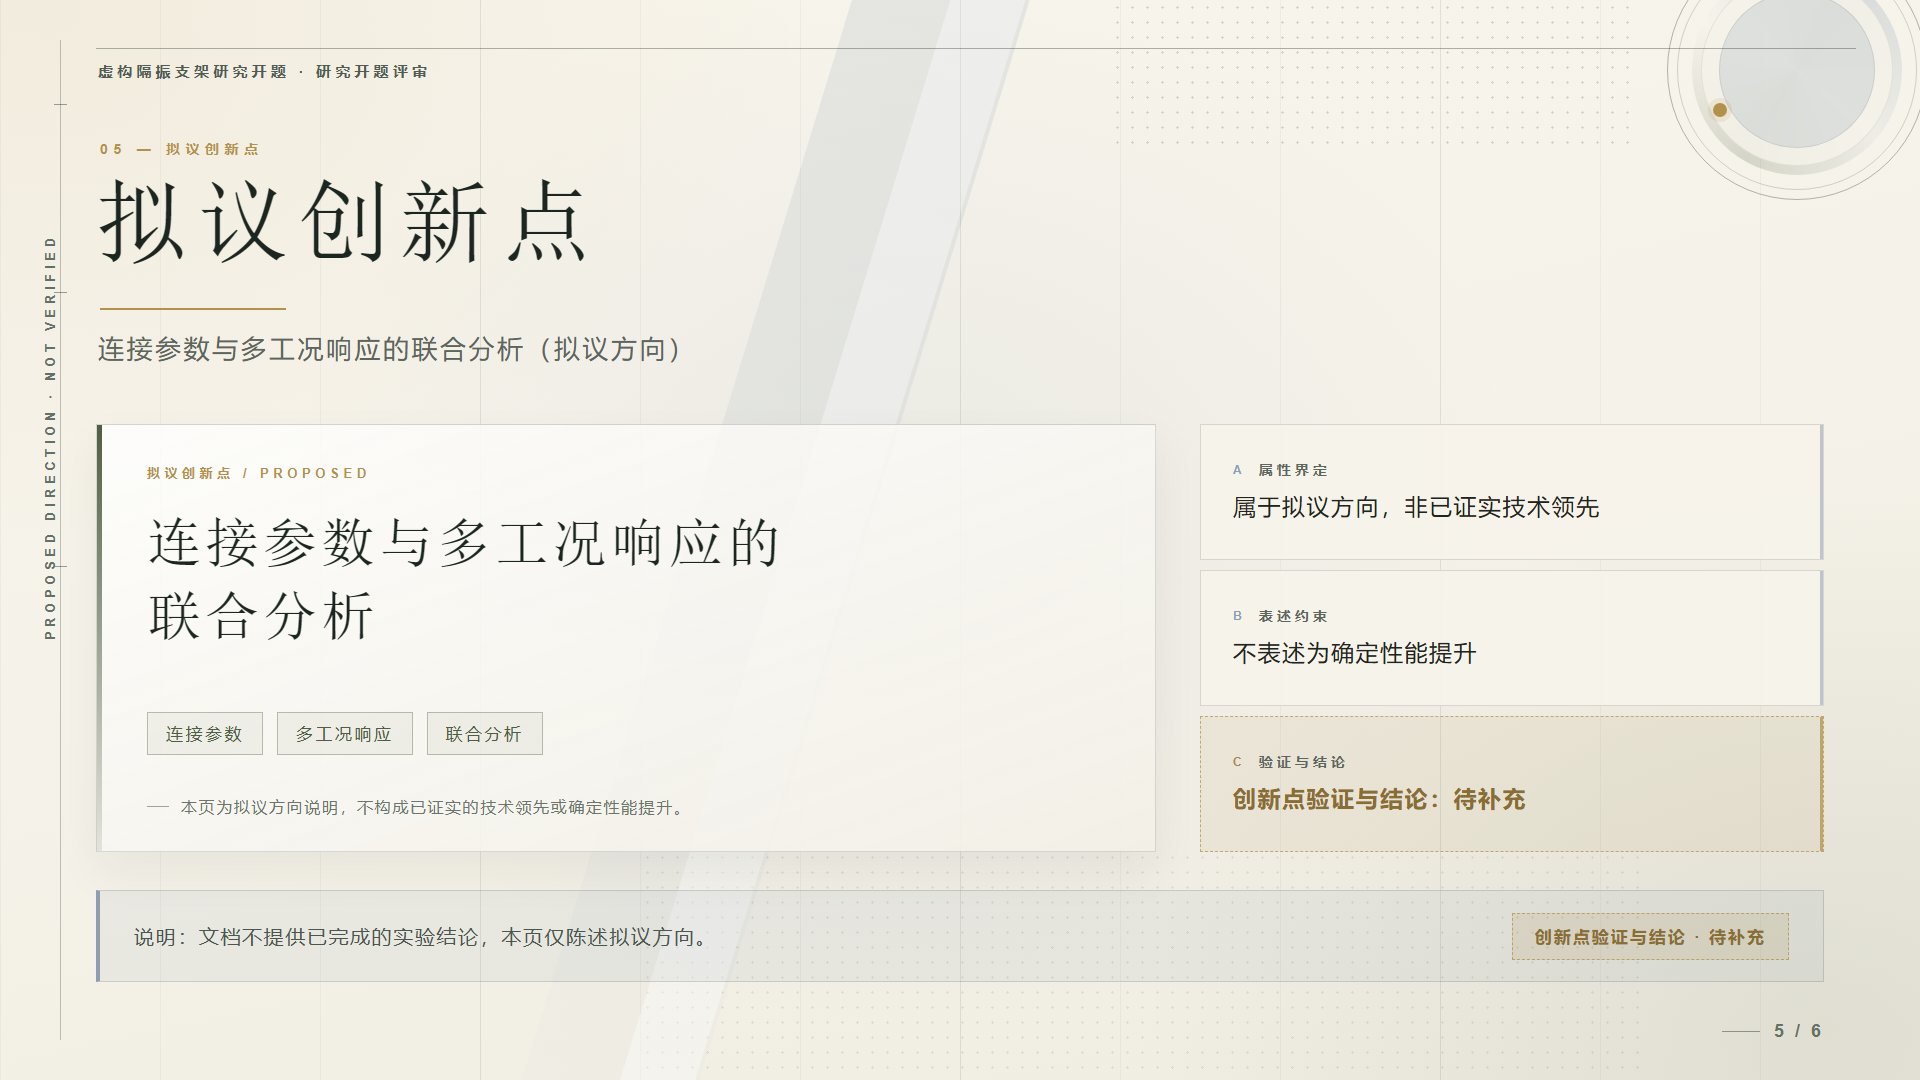 虚构隔振支架研究开题 · 研究开题评审
05 — 拟议创新点
拟议创新点
连接参数与多工况响应的联合分析（拟议方向）
PROPOSED DIRECTION · NOT VERIFIED
拟议创新点 / PROPOSED
连接参数与多工况响应的
联合分析
连接参数
多工况响应
联合分析
— 本页为拟议方向说明，不构成已证实的技术领先或确定性能提升。
A 属性界定
属于拟议方向，非已证实技术领先
B 表述约束
不表述为确定性能提升
C 验证与结论
创新点验证与结论：待补充
说明：文档不提供已完成的实验结论，本页仅陈述拟议方向。
创新点验证与结论 · 待补充
5 / 6